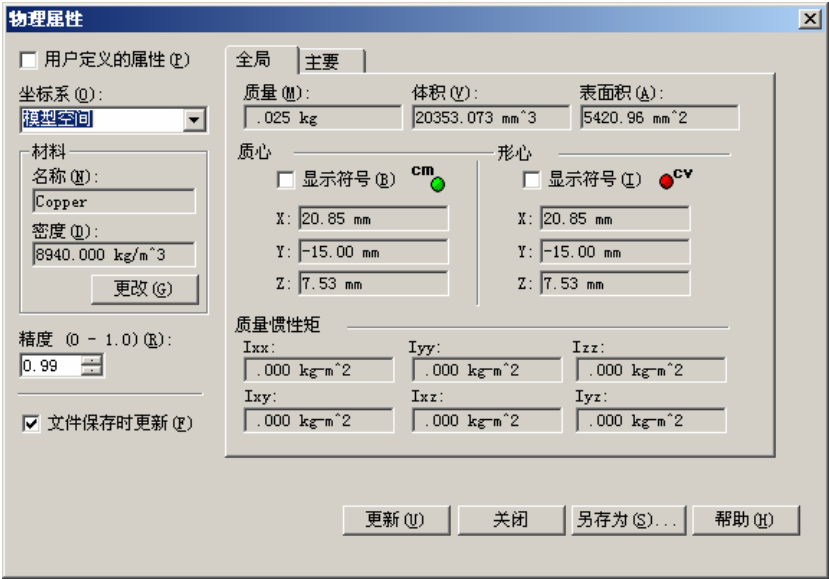 物理属性
用户定义的属性(P)
坐标系(O):
模型空间
材料
名称(N):
Copper
密度(D):
8940.000 kg/m^3
更改(G)
精度 (0 - 1.0)(R):
0.99
文件保存时更新(F)
全局 主要
质量(M): 体积(V): 表面积(A):
.025 kg 20353.073 mm^3 5420.96 mm^2
质心 形心
显示符号(B) cm 显示符号(I) cv
X: 20.85 mm X: 20.85 mm
Y: -15.00 mm Y: -15.00 mm
Z: 7.53 mm Z: 7.53 mm
质量惯性矩
Ixx: Iyy: Izz:
.000 kg-m^2 .000 kg-m^2 .000 kg-m^2
Ixy: Ixz: Iyz:
.000 kg-m^2 .000 kg-m^2 .000 kg-m^2
更新(U) 关闭 另存为(S)... 帮助(H)